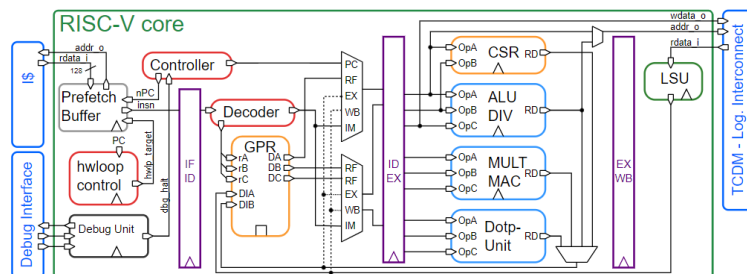 RISC-V core
I$
addr_o
rdata_i
128
Prefetch
Buffer
nPC
insn
PC
hwloop
control
hwlp_target
Debug Interface
Debug Unit
dbg_halt
Controller
Decoder
IF
ID
GPR
rA
rB
rC
DIA
DIB
DA
DB
DC
PC
RF
EX
WB
IM
RF
RF
EX
WB
IM
ID
EX
OpA
OpB
CSR
RD
OpA
OpB
OpC
ALU
DIV
RD
OpA
OpB
OpC
MULT
MAC
RD
OpA
OpB
OpC
Dotp-
Unit
RD
EX
WB
LSU
wdata_o
addr_o
rdata_i
TCDM - Log. Interconnect